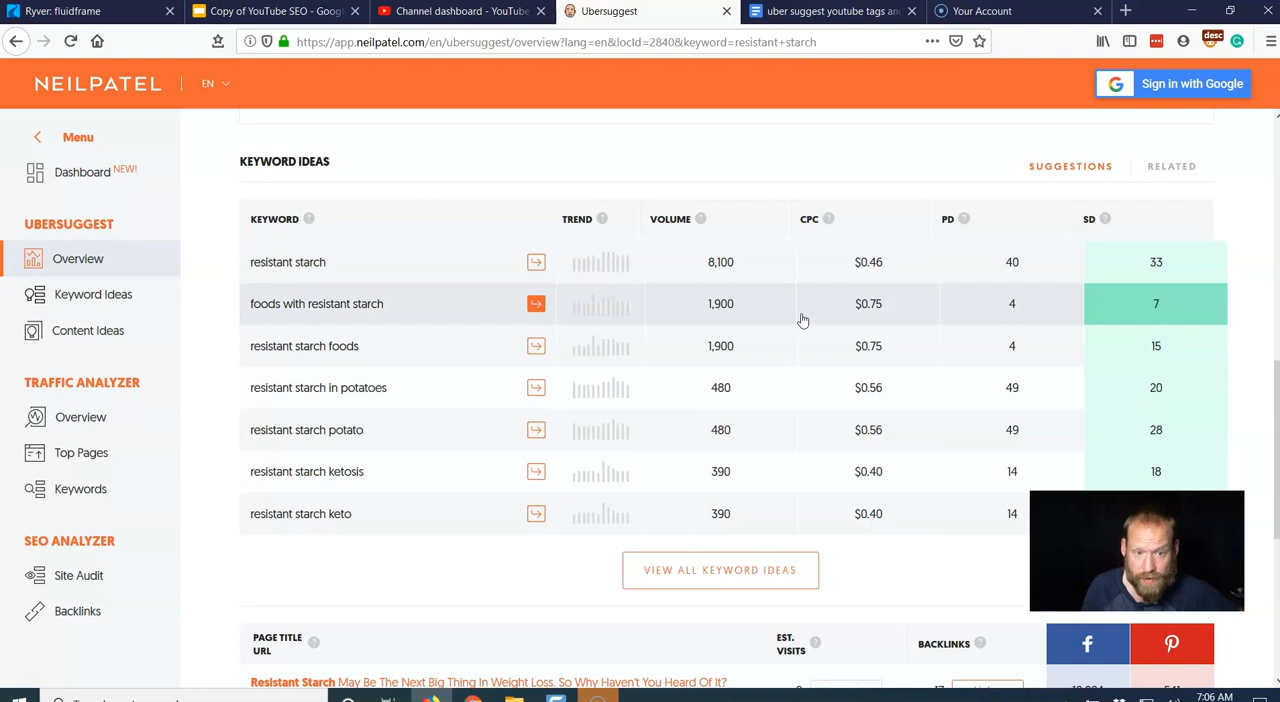 Ryver: fluidframe
Copy of YouTube SEO - Goog
Channel dashboard - YouTube
Ubersuggest
uber suggest youtube tags and
Your Account
https://app.neilpatel.com/en/ubersuggest/overview?lang=en&locId=2840&keyword=resistant+starch
desc
NEILPATEL
EN
Sign in with Google
Menu
Dashboard NEW!
UBERSUGGEST
Overview
Keyword Ideas
Content Ideas
TRAFFIC ANALYZER
Overview
Top Pages
Keywords
SEO ANALYZER
Site Audit
Backlinks
KEYWORD IDEAS
SUGGESTIONS RELATED
KEYWORD ? TREND ? VOLUME ? CPC ? PD ? SD ?
resistant starch 8,100 $0.46 40 33
foods with resistant starch 1,900 $0.75 4 7
resistant starch foods 1,900 $0.75 4 15
resistant starch in potatoes 480 $0.56 49 20
resistant starch potato 480 $0.56 49 28
resistant starch ketosis 390 $0.40 14 18
resistant starch keto 390 $0.40 14
VIEW ALL KEYWORD IDEAS
PAGE TITLE ?
URL
EST. ?
VISITS
BACKLINKS ?
Resistant Starch May Be The Next Big Thing In Weight Loss. So Why Haven't You Heard Of It?
7:06 AM